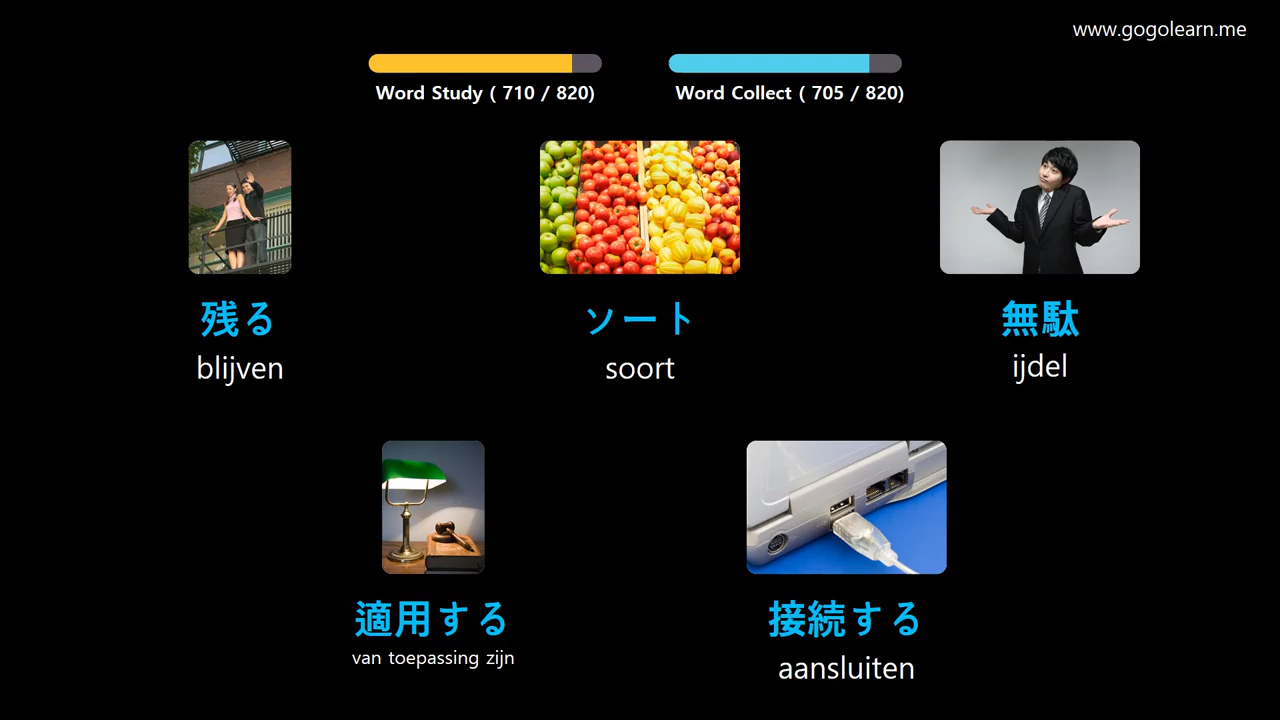 www.gogolearn.me
Word Study ( 710 / 820)
Word Collect ( 705 / 820)
残る
blijven
ソート
soort
無駄
ijdel
適用する
van toepassing zijn
接続する
aansluiten